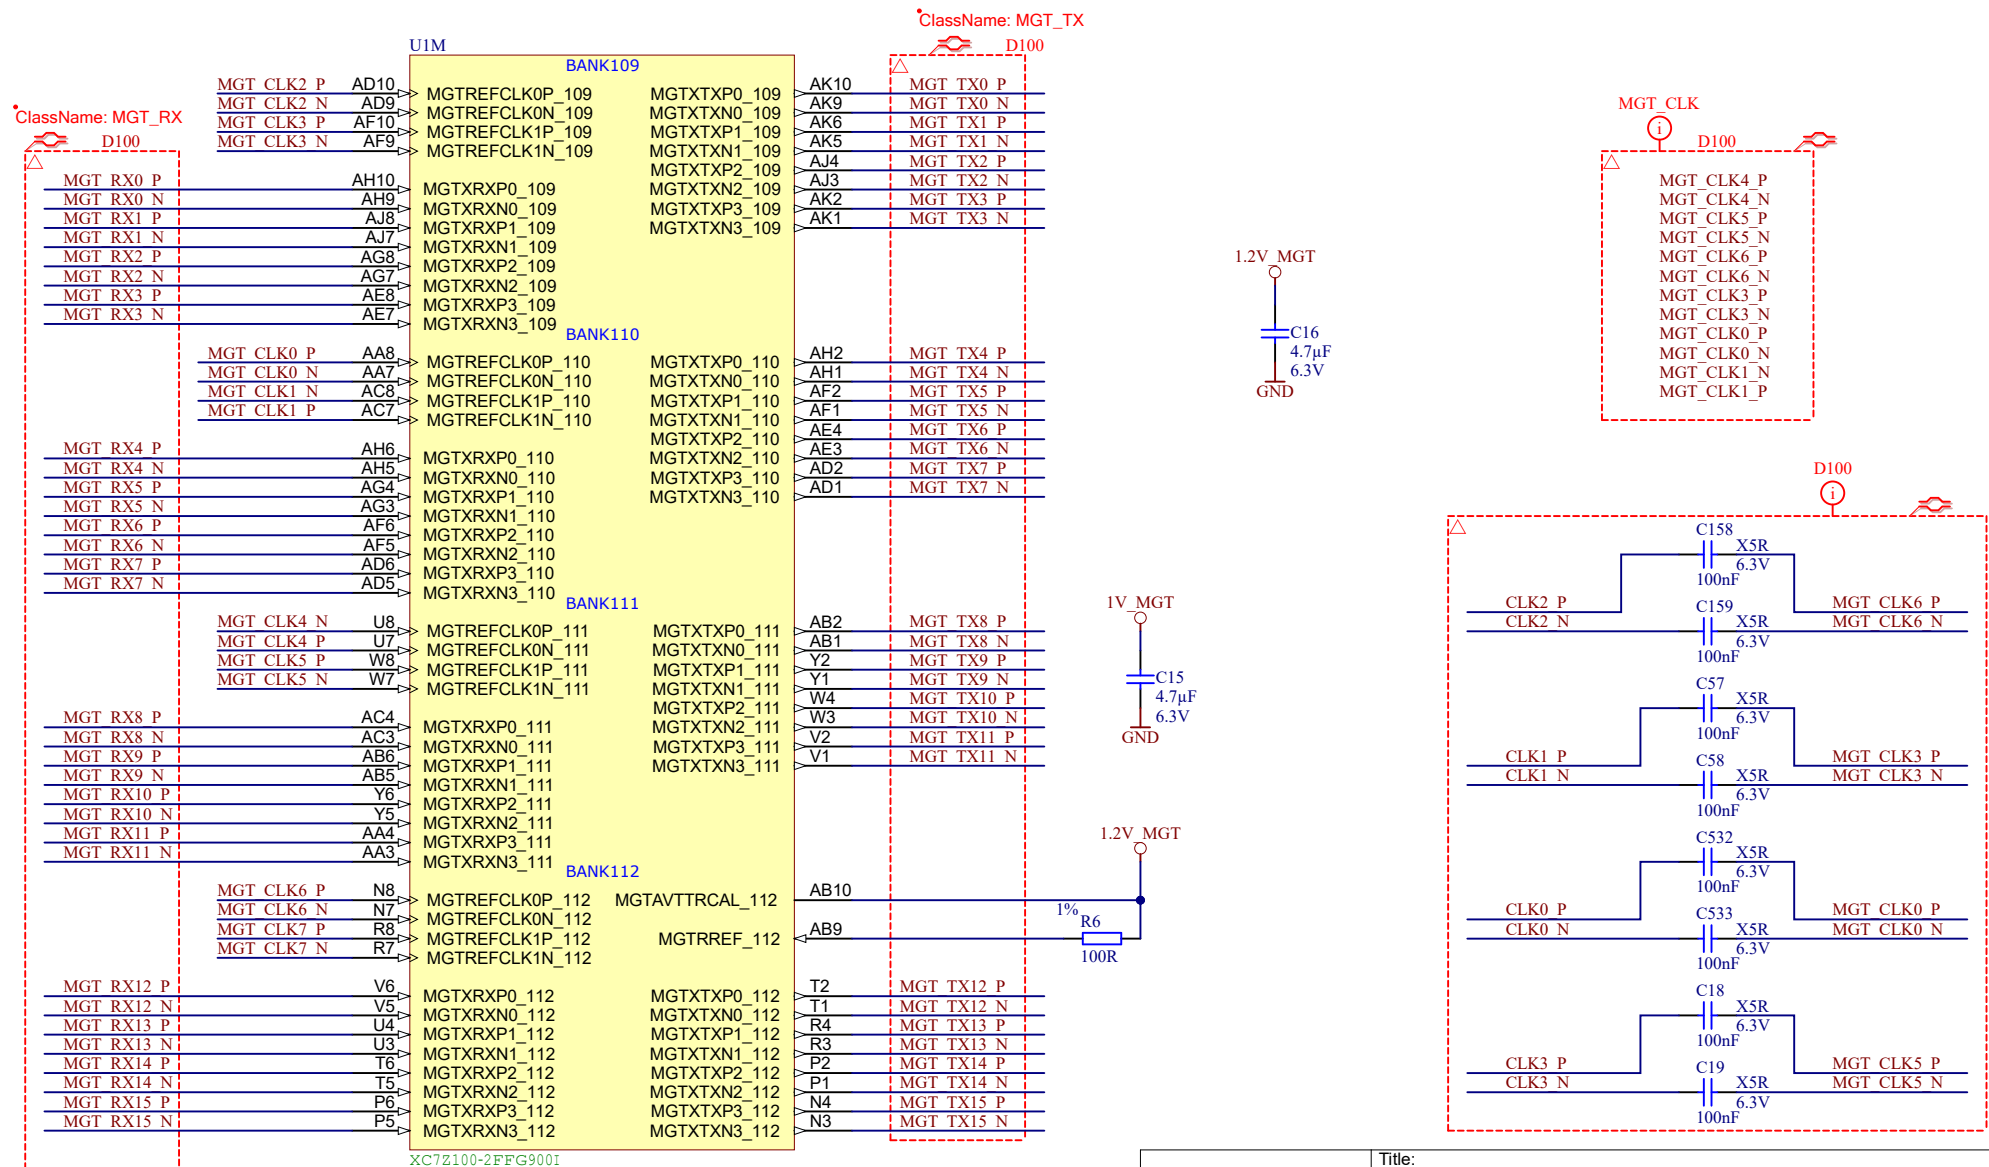 ClassName: MGT_TX
D100
U1M
BANK109
MGT_CLK2_P AD10 MGTREFCLK0P_109
MGT_CLK2_N AD9 MGTREFCLK0N_109
MGT_CLK3_P AF10 MGTREFCLK1P_109
MGT_CLK3_N AF9 MGTREFCLK1N_109
ClassName: MGT_RX
D100
MGT_RX0_P AH10 MGTXRXP0_109
MGT_RX0_N AH9 MGTXRXN0_109
MGT_RX1_P AJ8 MGTXRXP1_109
MGT_RX1_N AJ7 MGTXRXN1_109
MGT_RX2_P AG8 MGTXRXP2_109
MGT_RX2_N AG7 MGTXRXN2_109
MGT_RX3_P AE8 MGTXRXP3_109
MGT_RX3_N AE7 MGTXRXN3_109
MGTXTXP0_109 AK10 MGT_TX0_P
MGTXTXN0_109 AK9 MGT_TX0_N
MGTXTXP1_109 AK6 MGT_TX1_P
MGTXTXN1_109 AK5 MGT_TX1_N
MGTXTXP2_109 AJ4 MGT_TX2_P
MGTXTXN2_109 AJ3 MGT_TX2_N
MGTXTXP3_109 AK2 MGT_TX3_P
MGTXTXN3_109 AK1 MGT_TX3_N
BANK110
MGT_CLK0_P AA8 MGTREFCLK0P_110
MGT_CLK0_N AA7 MGTREFCLK0N_110
MGT_CLK1_N AC8 MGTREFCLK1P_110
MGT_CLK1_P AC7 MGTREFCLK1N_110
MGT_RX4_P AH6 MGTXRXP0_110
MGT_RX4_N AH5 MGTXRXN0_110
MGT_RX5_P AG4 MGTXRXP1_110
MGT_RX5_N AG3 MGTXRXN1_110
MGT_RX6_P AF6 MGTXRXP2_110
MGT_RX6_N AF5 MGTXRXN2_110
MGT_RX7_P AD6 MGTXRXP3_110
MGT_RX7_N AD5 MGTXRXN3_110
MGTXTXP0_110 AH2 MGT_TX4_P
MGTXTXN0_110 AH1 MGT_TX4_N
MGTXTXP1_110 AF2 MGT_TX5_P
MGTXTXN1_110 AF1 MGT_TX5_N
MGTXTXP2_110 AE4 MGT_TX6_P
MGTXTXN2_110 AE3 MGT_TX6_N
MGTXTXP3_110 AD2 MGT_TX7_P
MGTXTXN3_110 AD1 MGT_TX7_N
BANK111
MGT_CLK4_N U8 MGTREFCLK0P_111
MGT_CLK4_P U7 MGTREFCLK0N_111
MGT_CLK5_P W8 MGTREFCLK1P_111
MGT_CLK5_N W7 MGTREFCLK1N_111
MGT_RX8_P AC4 MGTXRXP0_111
MGT_RX8_N AC3 MGTXRXN0_111
MGT_RX9_P AB6 MGTXRXP1_111
MGT_RX9_N AB5 MGTXRXN1_111
MGT_RX10_P Y6 MGTXRXP2_111
MGT_RX10_N Y5 MGTXRXN2_111
MGT_RX11_P AA4 MGTXRXP3_111
MGT_RX11_N AA3 MGTXRXN3_111
MGTXTXP0_111 AB2 MGT_TX8_P
MGTXTXN0_111 AB1 MGT_TX8_N
MGTXTXP1_111 Y2 MGT_TX9_P
MGTXTXN1_111 Y1 MGT_TX9_N
MGTXTXP2_111 W4 MGT_TX10_P
MGTXTXN2_111 W3 MGT_TX10_N
MGTXTXP3_111 V2 MGT_TX11_P
MGTXTXN3_111 V1 MGT_TX11_N
BANK112
MGT_CLK6_P N8 MGTREFCLK0P_112
MGT_CLK6_N N7 MGTREFCLK0N_112
MGT_CLK7_P R8 MGTREFCLK1P_112
MGT_CLK7_N R7 MGTREFCLK1N_112
MGTAVTTRCAL_112 AB10
MGTRREF_112 AB9
MGT_RX12_P V6 MGTXRXP0_112
MGT_RX12_N V5 MGTXRXN0_112
MGT_RX13_P U4 MGTXRXP1_112
MGT_RX13_N U3 MGTXRXN1_112
MGT_RX14_P T6 MGTXRXP2_112
MGT_RX14_N T5 MGTXRXN2_112
MGT_RX15_P P6 MGTXRXP3_112
MGT_RX15_N P5 MGTXRXN3_112
MGTXTXP0_112 T2 MGT_TX12_P
MGTXTXN0_112 T1 MGT_TX12_N
MGTXTXP1_112 R4 MGT_TX13_P
MGTXTXN1_112 R3 MGT_TX13_N
MGTXTXP2_112 P2 MGT_TX14_P
MGTXTXN2_112 P1 MGT_TX14_N
MGTXTXP3_112 N4 MGT_TX15_P
MGTXTXN3_112 N3 MGT_TX15_N
XC7Z100-2FFG900I
1.2V_MGT
C16
4.7µF
6.3V
GND
1V_MGT
C15
4.7µF
6.3V
GND
1.2V_MGT
1%
R6
100R
MGT_CLK
i
D100
MGT_CLK4_P
MGT_CLK4_N
MGT_CLK5_P
MGT_CLK5_N
MGT_CLK6_P
MGT_CLK6_N
MGT_CLK3_P
MGT_CLK3_N
MGT_CLK0_P
MGT_CLK0_N
MGT_CLK1_N
MGT_CLK1_P
D100
i
C158
X5R
6.3V
100nF
CLK2_P MGT_CLK6_P
C159
CLK2_N X5R MGT_CLK6_N
6.3V
100nF
C57
X5R
6.3V
100nF
CLK1_P MGT_CLK3_P
C58
CLK1_N X5R MGT_CLK3_N
6.3V
100nF
C532
X5R
6.3V
100nF
CLK0_P MGT_CLK0_P
C533
CLK0_N X5R MGT_CLK0_N
6.3V
100nF
C18
X5R
6.3V
100nF
CLK3_P MGT_CLK5_P
C19
CLK3_N X5R MGT_CLK5_N
6.3V
100nF
Title: